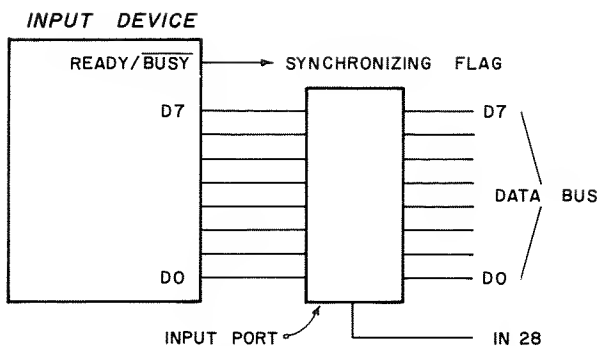 INPUT DEVICE
READY/BUSY
SYNCHRONIZING FLAG
D7
D7
DATA BUS
D0
D0
INPUT PORT
IN 28